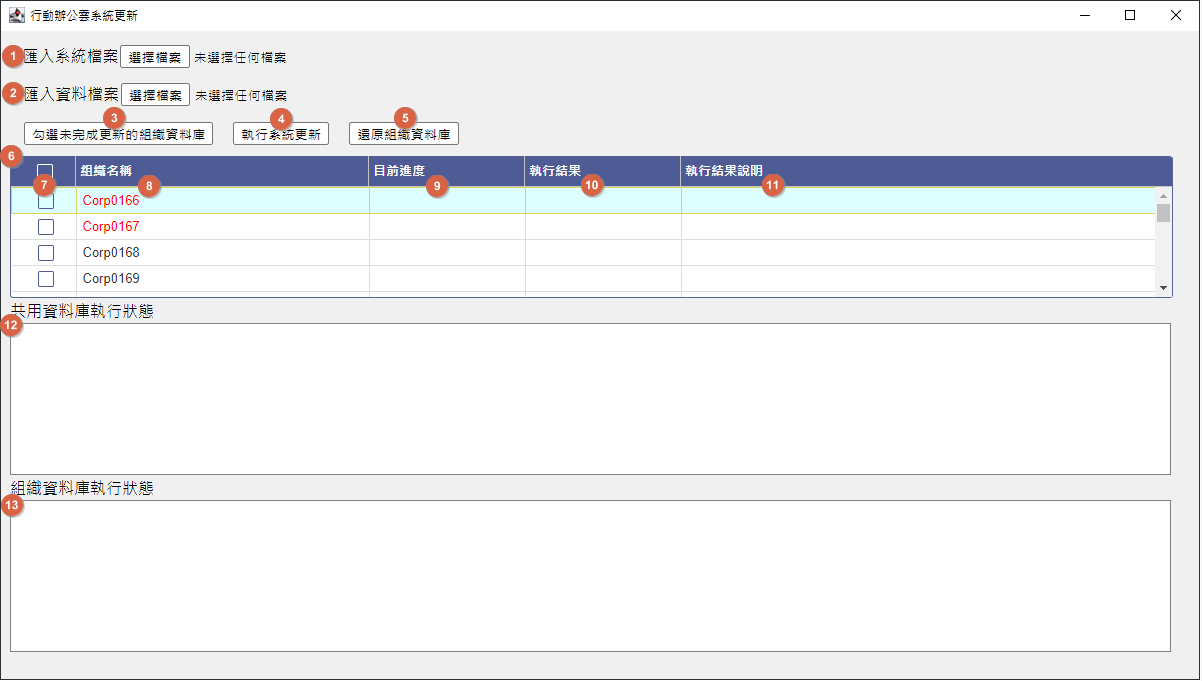 行動辦公雲系統更新
1 匯入系統檔案 選擇檔案 未選擇任何檔案
2 匯入資料檔案 選擇檔案 未選擇任何檔案
3 4 5
勾選未完成更新的組織資料庫 執行系統更新 還原組織資料庫
6
組織名稱 目前進度 執行結果 執行結果說明
7 8 9 10 11
Corp0166
Corp0167
Corp0168
Corp0169
共用資料庫執行狀態
12
組織資料庫執行狀態
13